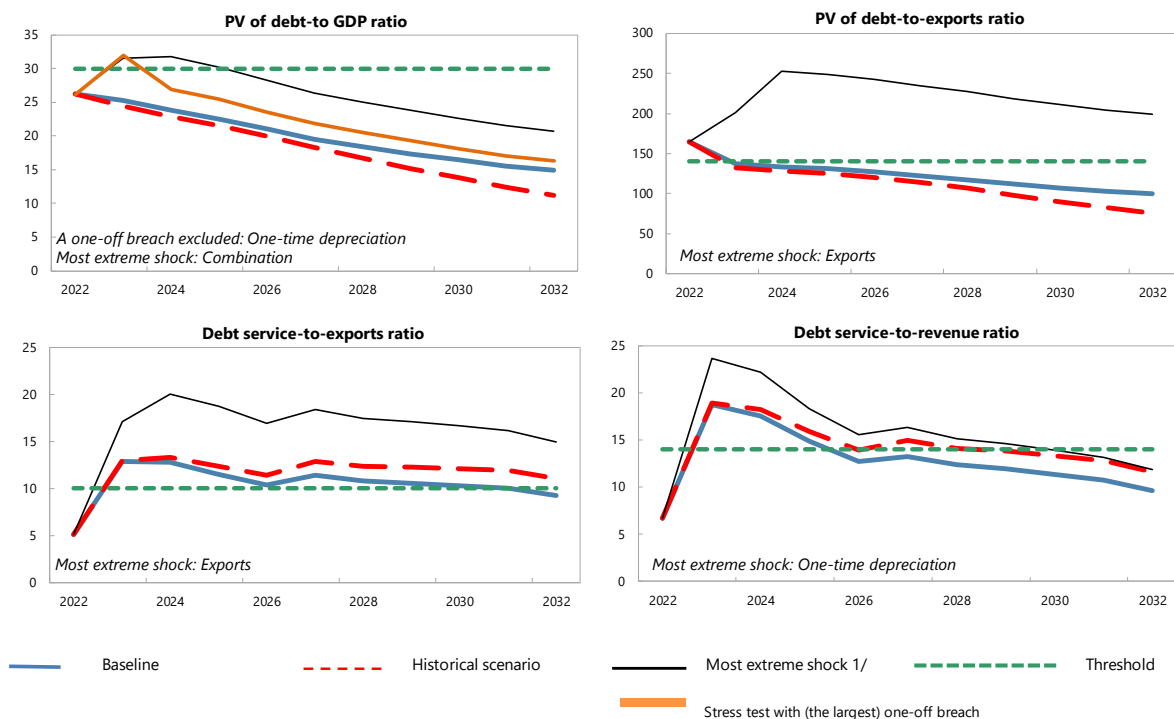 PV of debt-to GDP ratio
35
30
25
20
15
10
5
0
A one-off breach excluded: One-time depreciation
Most extreme shock: Combination
2022 2024 2026 2028 2030 2032
PV of debt-to-exports ratio
300
250
200
150
100
50
0
Most extreme shock: Exports
2022 2024 2026 2028 2030 2032
Debt service-to-exports ratio
25
20
15
10
5
0
Most extreme shock: Exports
2022 2024 2026 2028 2030 2032
Debt service-to-revenue ratio
25
20
15
10
5
0
Most extreme shock: One-time depreciation
2022 2024 2026 2028 2030 2032
Baseline Historical scenario Most extreme shock 1/ Threshold
Stress test with (the largest) one-off breach